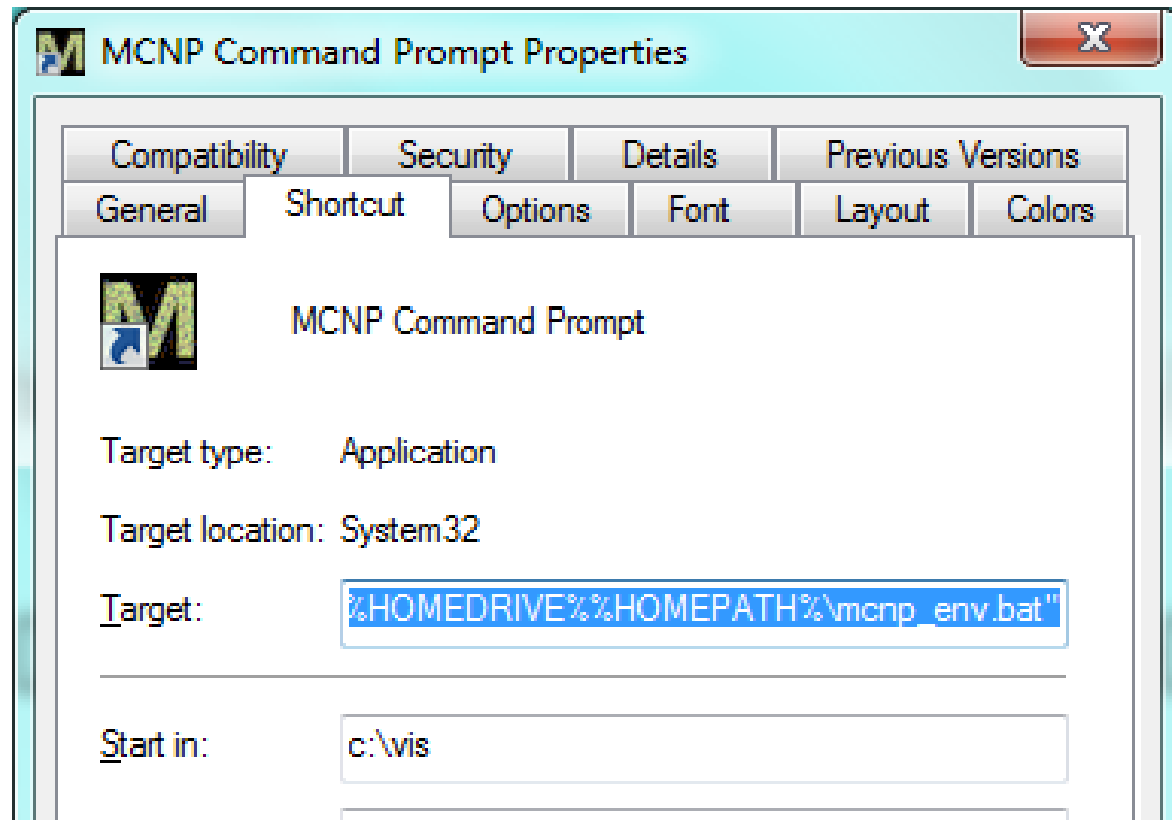 MCNP Command Prompt Properties
Compatibility Security Details Previous Versions
General Shortcut Options Font Layout Colors
MCNP Command Prompt
Target type: Application
Target location: System32
Target: %HOMEDRIVE%%HOMEPATH%\mcnp_env.bat"
Start in: c:\vis